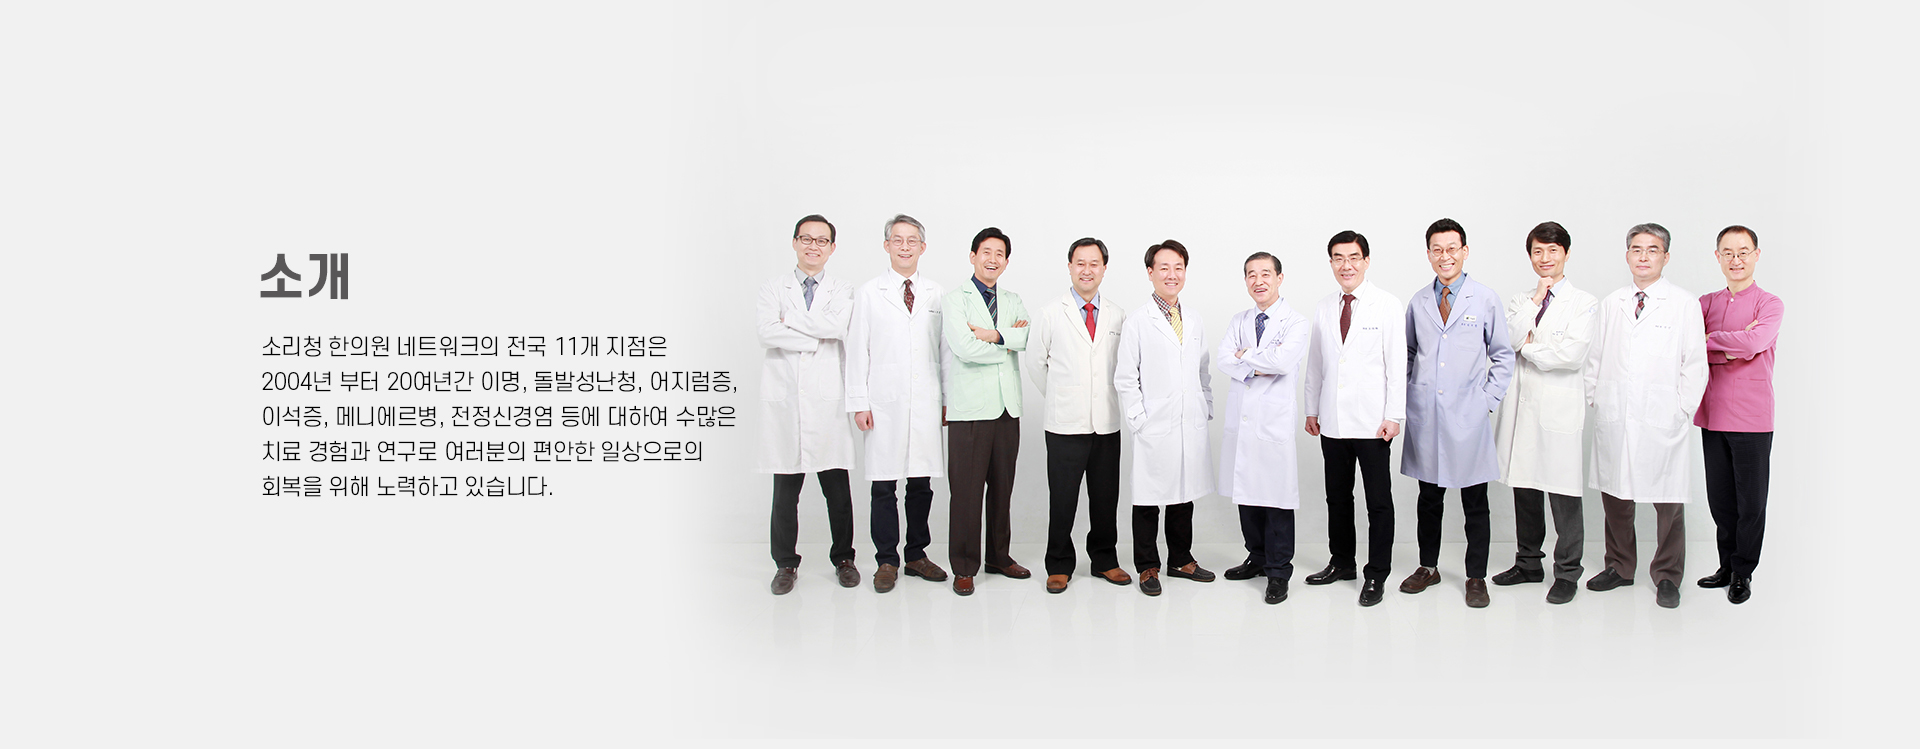 소개
소리청 한의원 네트워크의 전국 11개 지점은
2004년 부터 20여년간 이명, 돌발성난청, 어지럼증,
이석증, 메니에르병, 전정신경염 등에 대하여 수많은
치료 경험과 연구로 여러분의 편안한 일상으로의
회복을 위해 노력하고 있습니다.